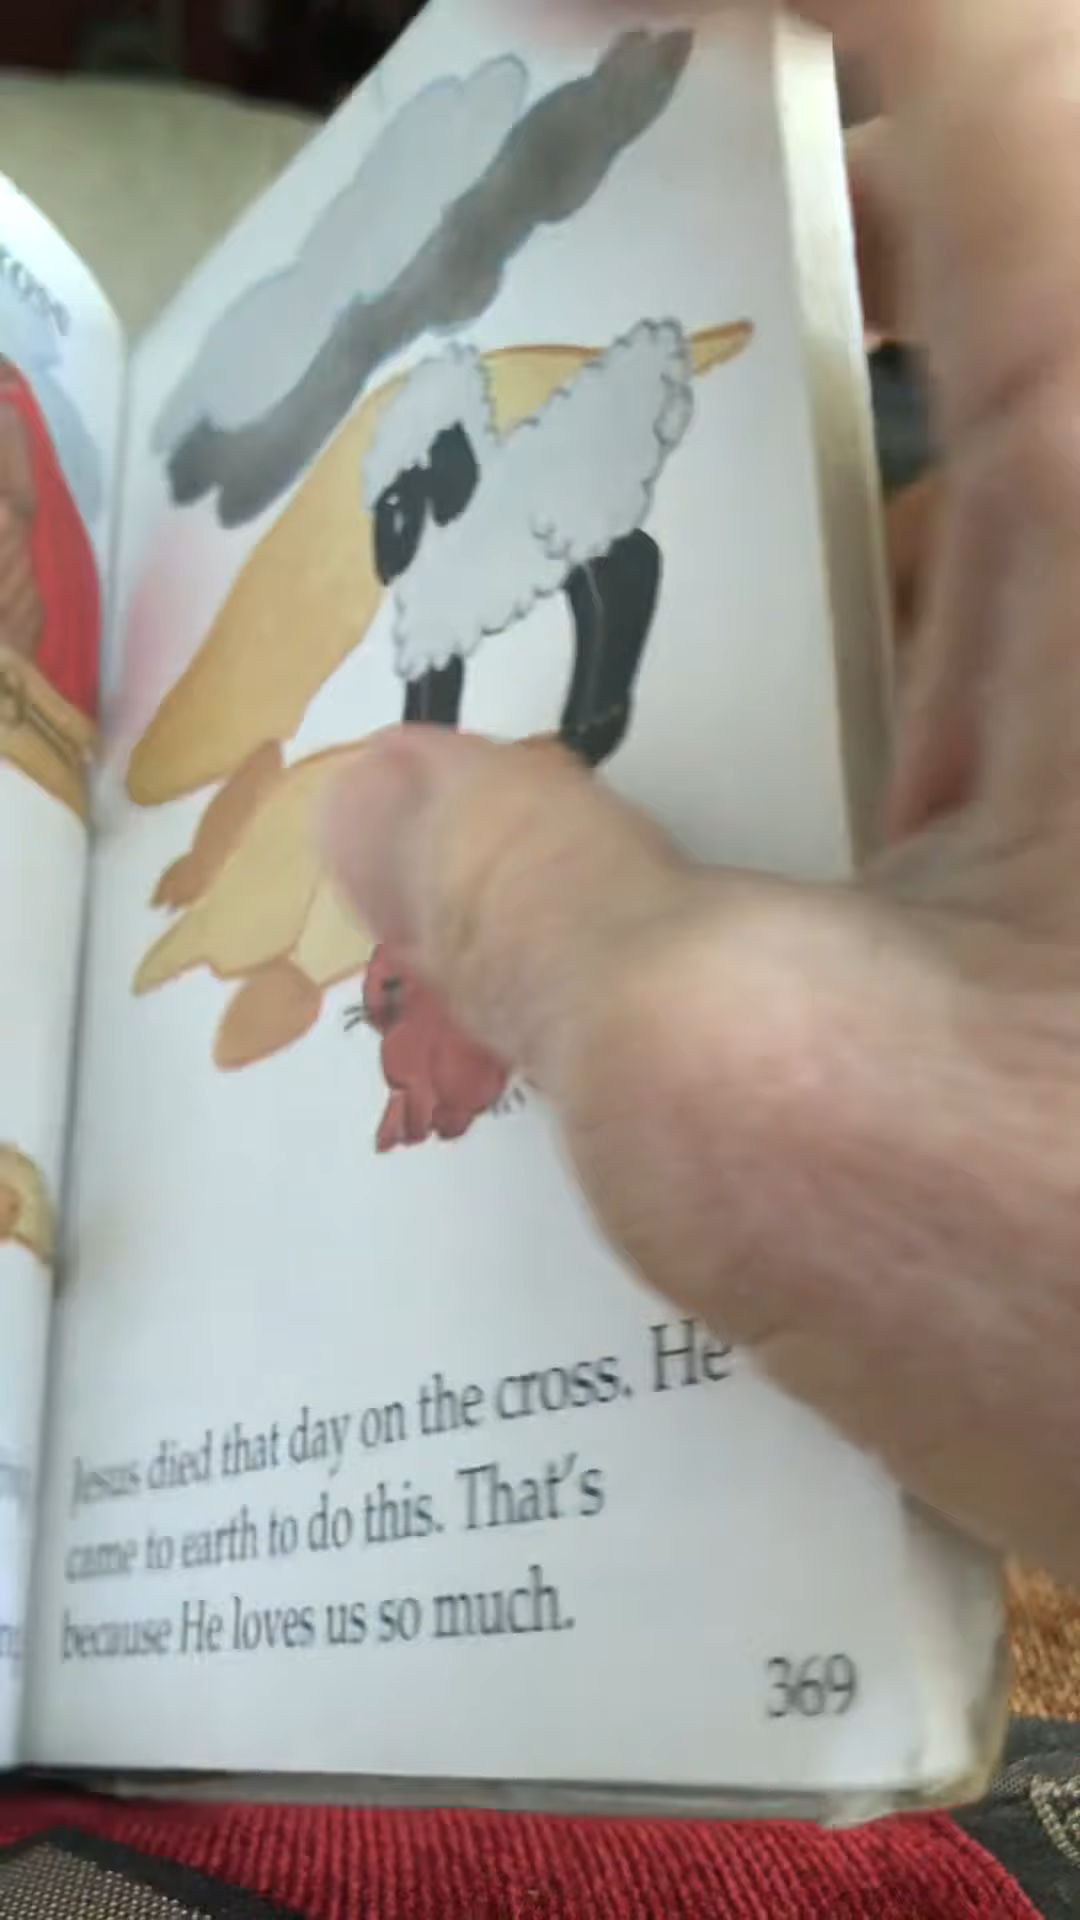 Jesus died that day on the cross. He
came to earth to do this. That's
because He loves us so much.
369